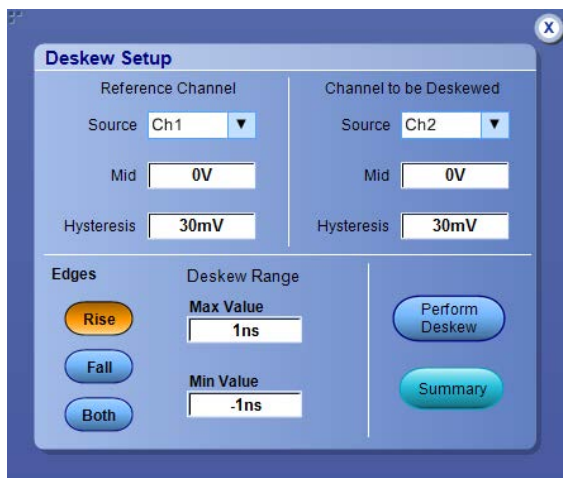 X
Deskew Setup
Reference Channel
Source Ch1 ▼
Mid 0V
Hysteresis 30mV
Channel to be Deskewed
Source Ch2 ▼
Mid 0V
Hysteresis 30mV
Edges
Rise
Fall
Both
Deskew Range
Max Value
1ns
Min Value
-1ns
Perform
Deskew
Summary